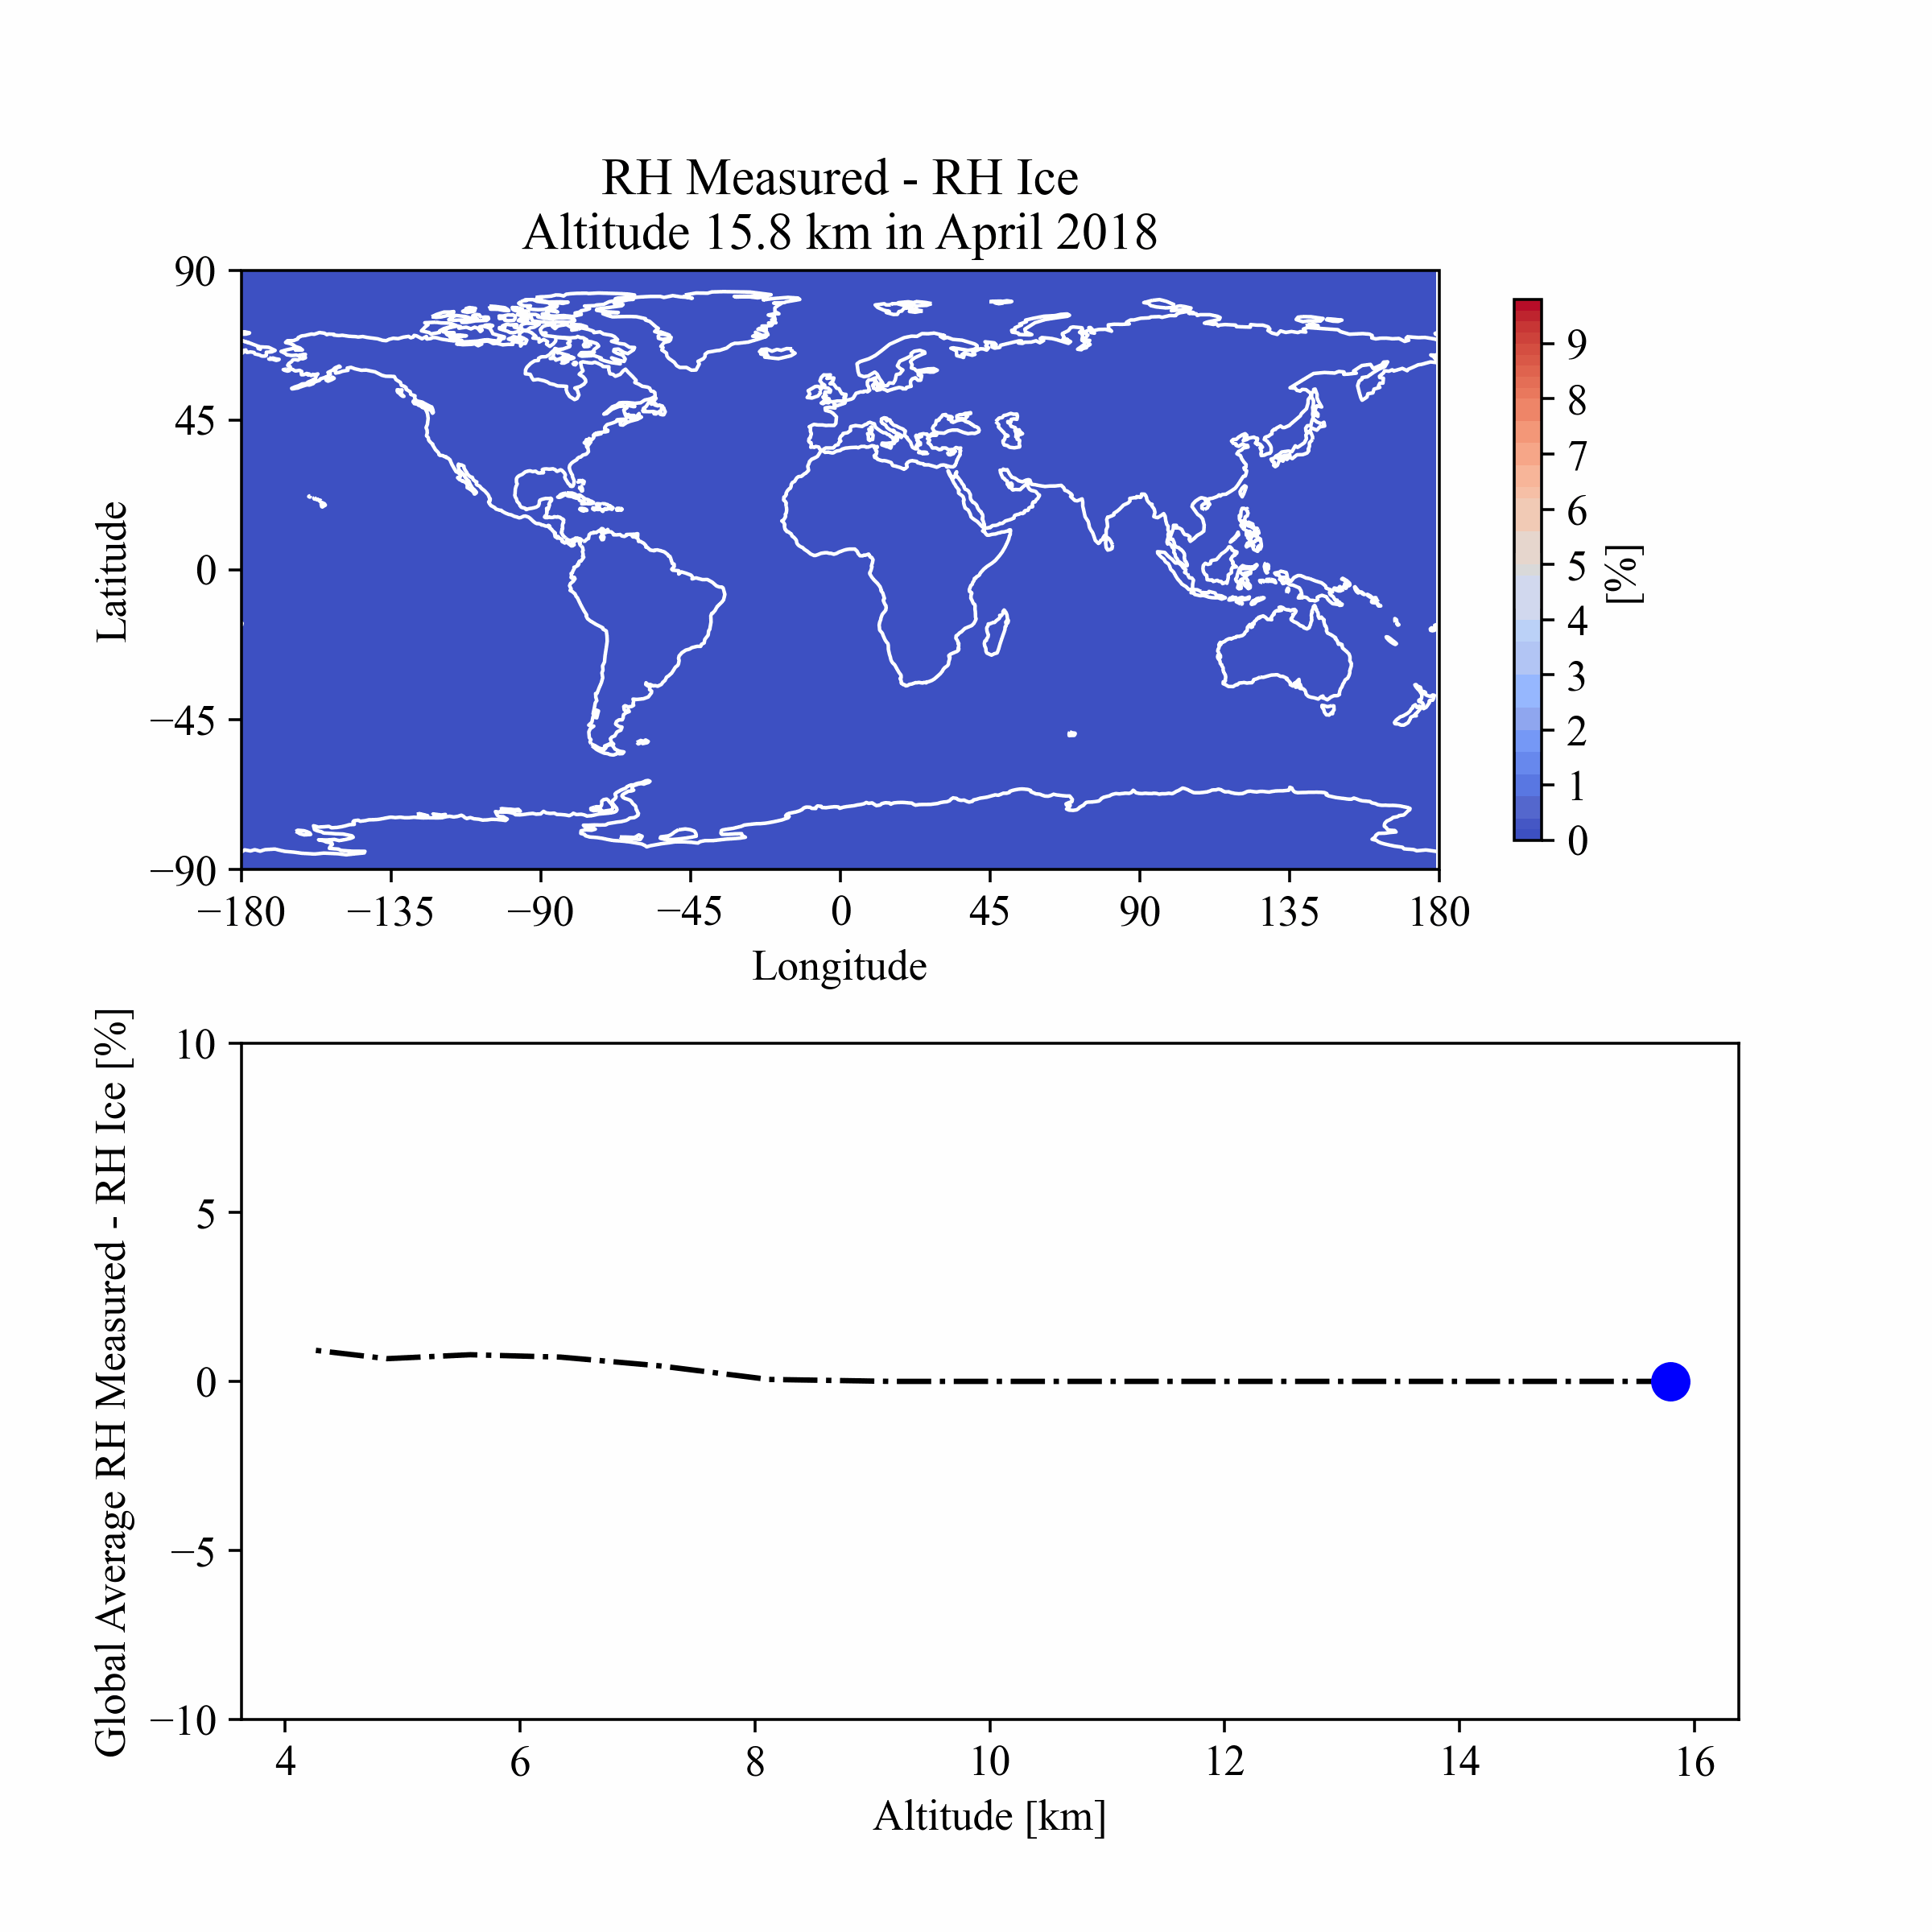 RH Measured - RH Ice
Altitude 15.8 km in April 2018
90
45
0
−45
−90
Latitude
−180 −135 −90 −45 0 45 90 135 180
Longitude
9
8
7
6
5
4
3
2
1
0
[%]
10
5
0
−5
−10
Global Average RH Measured - RH Ice [%]
4 6 8 10 12 14 16
Altitude [km]